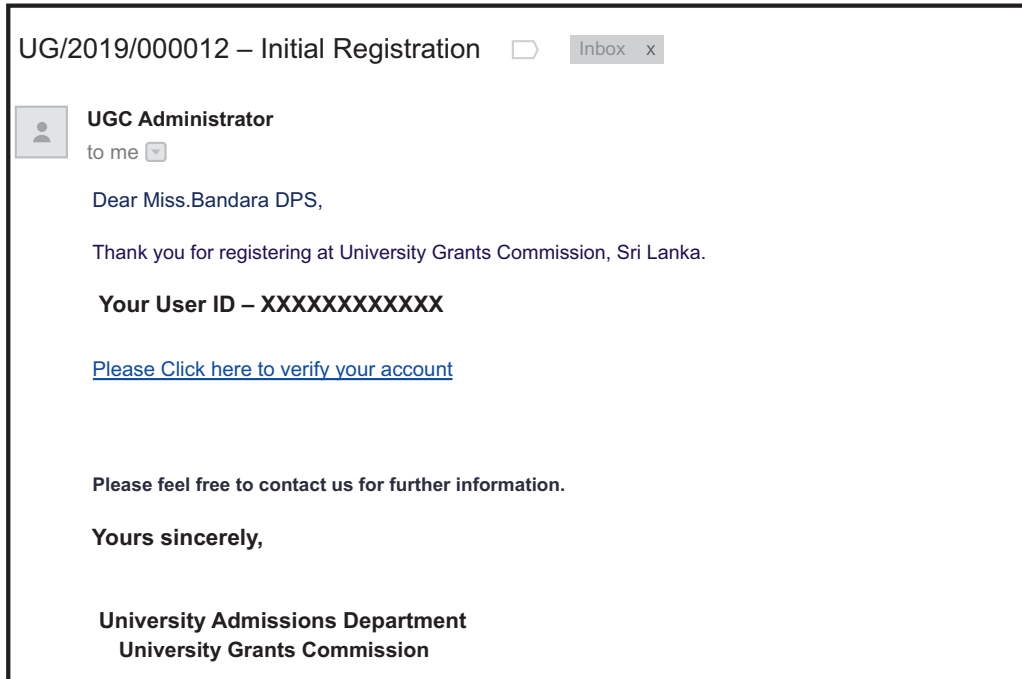 UG/2019/000012 – Initial Registration Inbox x
UGC Administrator
to me
Dear Miss.Bandara DPS,
Thank you for registering at University Grants Commission, Sri Lanka.
Your User ID – XXXXXXXXXXXX
Please Click here to verify your account
Please feel free to contact us for further information.
Yours sincerely,
University Admissions Department
University Grants Commission